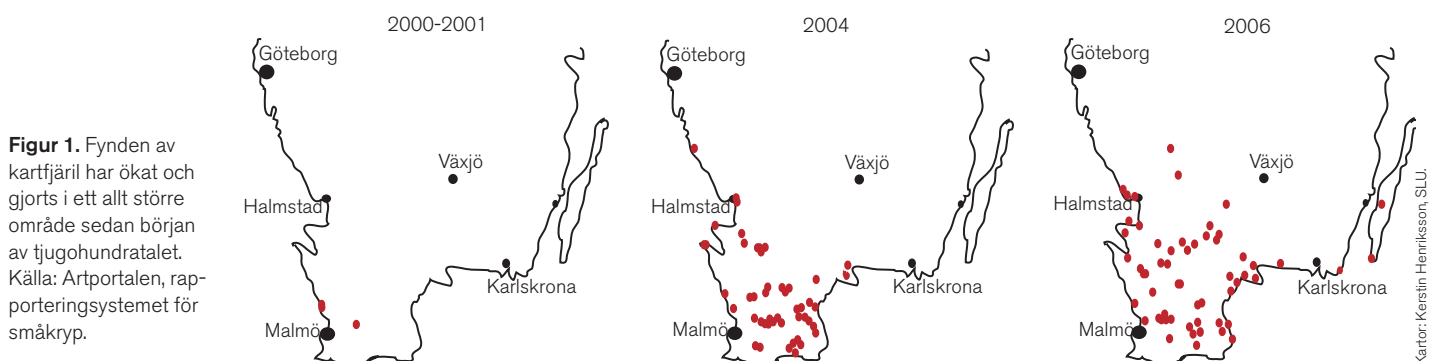 Figur 1. Fynden av
kartfjäril har ökat och
gjorts i ett allt större
område sedan början
av tjugohundratalet.
Källa: Artportalen, rap-
porteringsystemet för
småkryp.
2000-2001
Göteborg
Växjö
Halmstad
Karlskrona
Malmö
2004
Göteborg
Växjö
Halmstad
Karlskrona
Malmö
2006
Göteborg
Växjö
Halmstad
Karlskrona
Malmö
Kartor: Kerstin Henriksson, SLU.